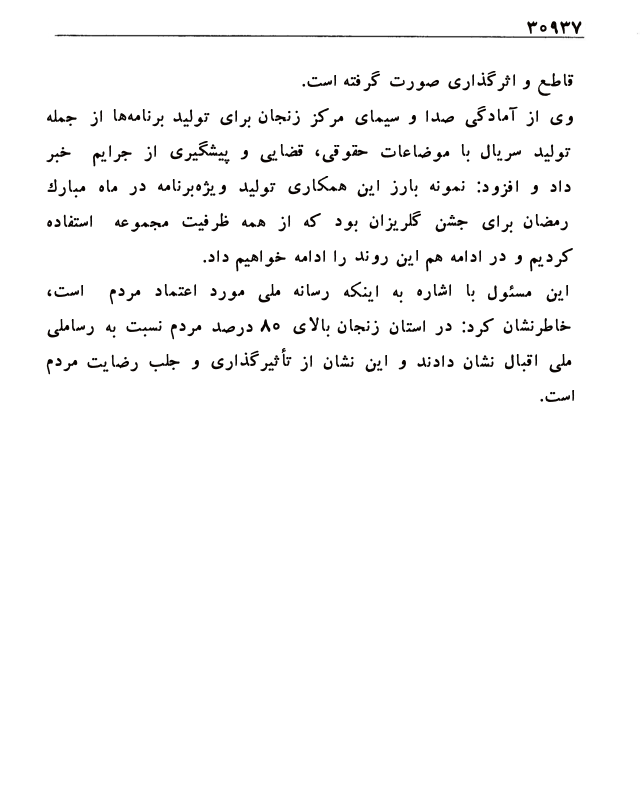 ۳۰۹۳۷
قاطع و اثرگذاری صورت گرفته است.
وی از آمادگی صدا و سیمای مرکز زنجان برای تولید برنامه‌ها از جمله
تولید سریال با موضاعات حقوقی، قضایی و پیشگیری از جرایم خبر
داد و افزود: نمونه بارز این همکاری تولید ویژه‌برنامه در ماه مبارك
رمضان برای جشن گلریزان بود که از همه ظرفیت مجموعه استفاده
کردیم و در ادامه هم این روند را ادامه خواهیم داد.
این مسئول با اشاره به اینکه رسانه ملی مورد اعتماد مردم است،
خاطرنشان کرد: در استان زنجان بالای ۸۰ درصد مردم نسبت به رساملی
ملی اقبال نشان دادند و این نشان از تأثیرگذاری و جلب رضایت مردم
است.